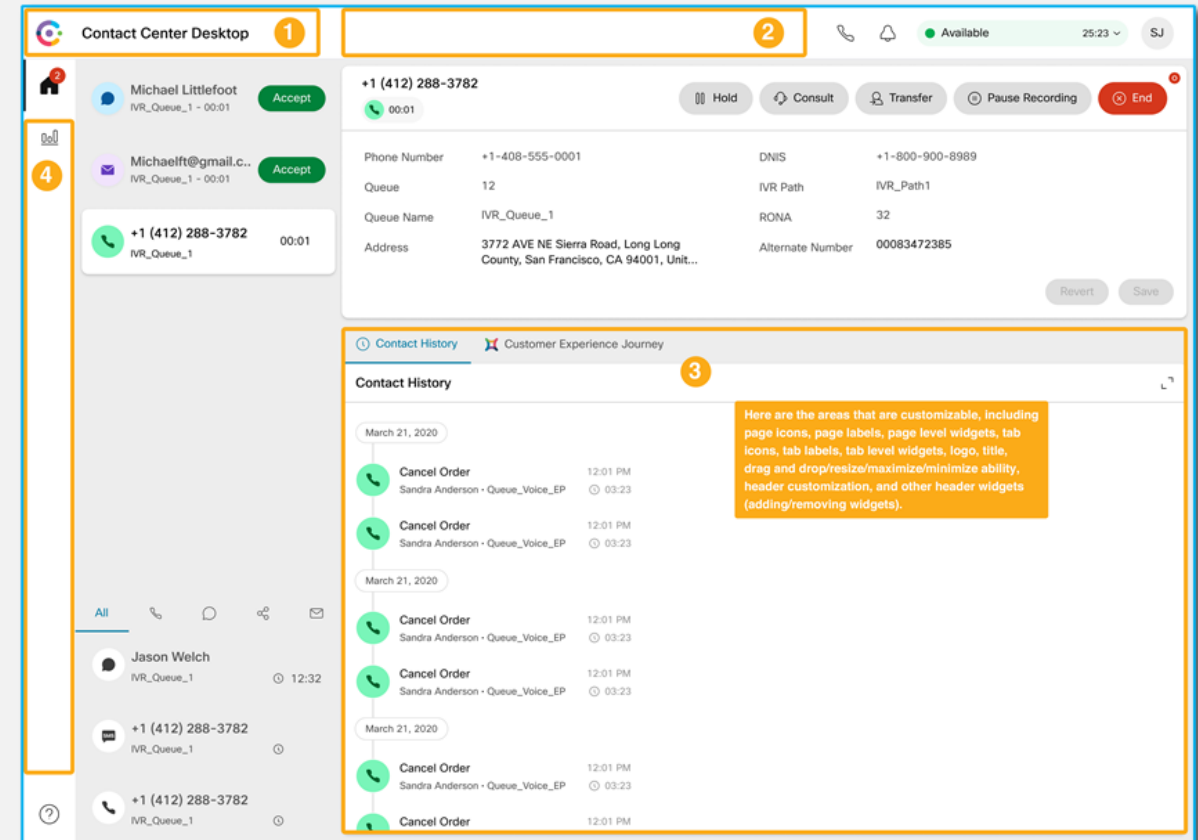 Contact Center Desktop
1
2
Available
25:23
SJ
2
4
Michael Littlefoot
IVR_Queue_1 - 00:01
Accept
Michaelft@gmail.c..
IVR_Queue_1 - 00:01
Accept
+1 (412) 288-3782
IVR_Queue_1
00:01
All
Jason Welch
IVR_Queue_1
12:32
+1 (412) 288-3782
IVR_Queue_1
+1 (412) 288-3782
IVR_Queue_1
+1 (412) 288-3782
00:01
Hold
Consult
Transfer
Pause Recording
End
Phone Number
+1-408-555-0001
DNIS
+1-800-900-8989
Queue
12
IVR Path
IVR_Path1
Queue Name
IVR_Queue_1
RONA
32
Address
3772 AVE NE Sierra Road, Long Long
County, San Francisco, CA 94001, Unit...
Alternate Number
00083472385
Revert
Save
Contact History
Customer Experience Journey
3
Contact History
Here are the areas that are customizable, including
page icons, page labels, page level widgets, tab
icons, tab labels, tab level widgets, logo, title,
drag and drop/resize/maximize/minimize ability,
header customization, and other header widgets
(adding/removing widgets).
March 21, 2020
Cancel Order
12:01 PM
Sandra Anderson • Queue_Voice_EP
03:23
Cancel Order
12:01 PM
Sandra Anderson • Queue_Voice_EP
03:23
March 21, 2020
Cancel Order
12:01 PM
Sandra Anderson • Queue_Voice_EP
03:23
Cancel Order
12:01 PM
Sandra Anderson • Queue_Voice_EP
03:23
March 21, 2020
Cancel Order
12:01 PM
Sandra Anderson • Queue_Voice_EP
03:23
Cancel Order
12:01 PM